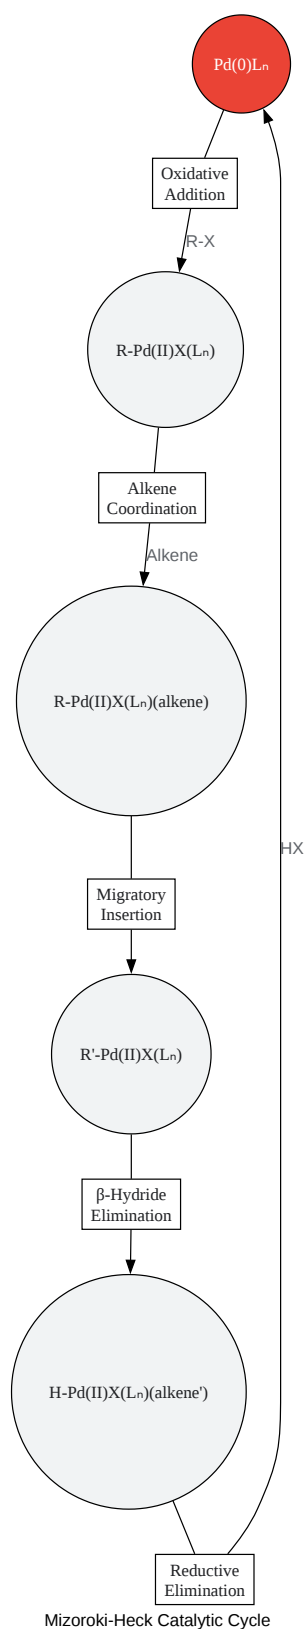 Pd(0)Lₙ
Oxidative
Addition
R-X
R-Pd(II)X(Lₙ)
Alkene
Coordination
Alkene
R-Pd(II)X(Lₙ)(alkene)
Migratory
Insertion
HX
R'-Pd(II)X(Lₙ)
β-Hydride
Elimination
H-Pd(II)X(Lₙ)(alkene')
Reductive
Elimination
Mizoroki-Heck Catalytic Cycle